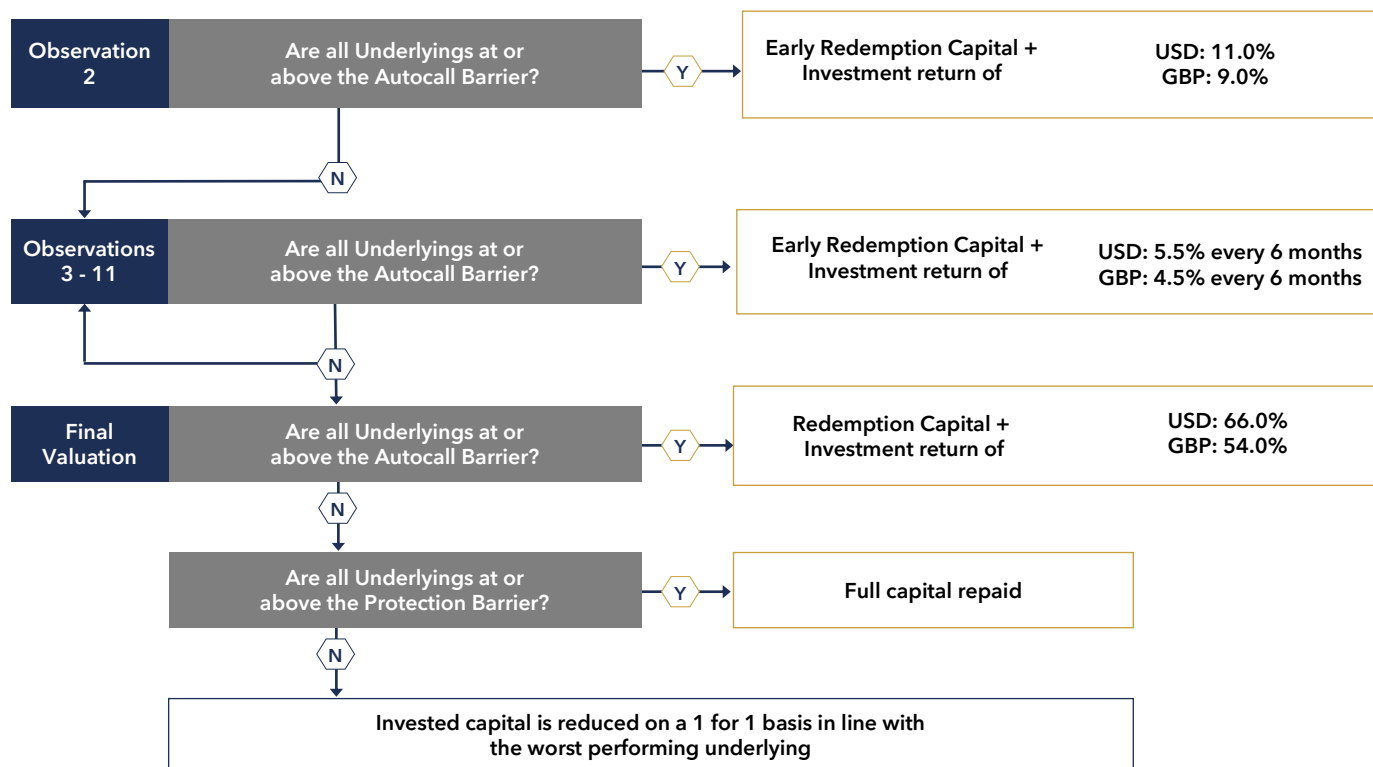 Observation
2
Are all Underlyings at or
above the Autocall Barrier?
Y
Early Redemption Capital +
Investment return of
USD: 11.0%
GBP: 9.0%
N
Observations
3 - 11
Are all Underlyings at or
above the Autocall Barrier?
Y
Early Redemption Capital +
Investment return of
USD: 5.5% every 6 months
GBP: 4.5% every 6 months
N
Final
Valuation
Are all Underlyings at or
above the Autocall Barrier?
Y
Redemption Capital +
Investment return of
USD: 66.0%
GBP: 54.0%
N
Are all Underlyings at or
above the Protection Barrier?
Y
Full capital repaid
N
Invested capital is reduced on a 1 for 1 basis in line with
the worst performing underlying